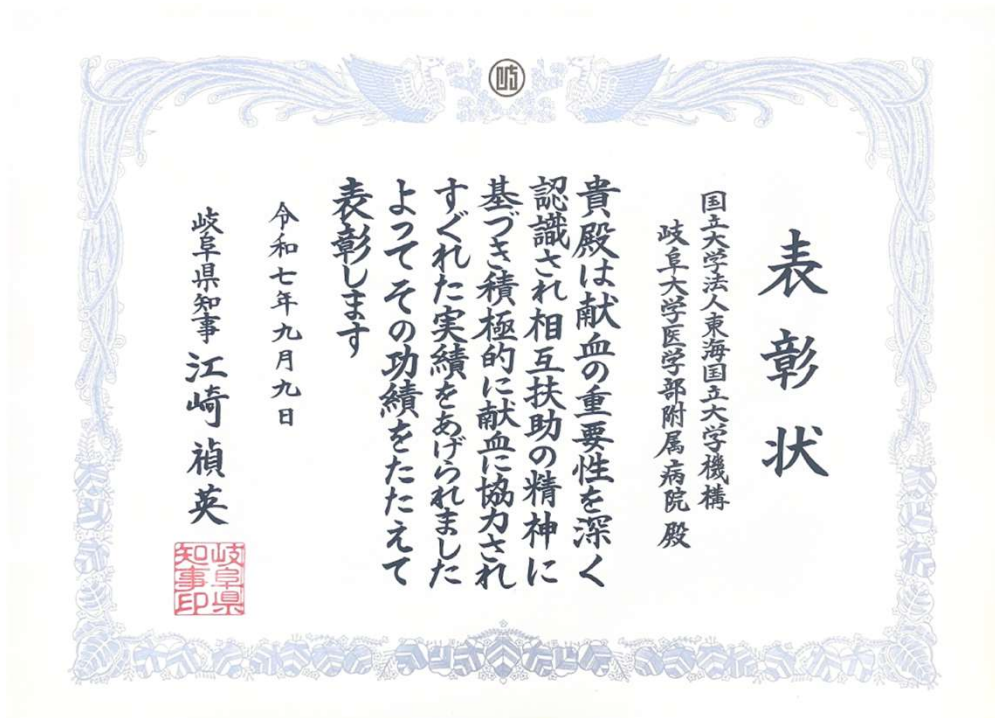 表彰状
国立大学法人東海国立大学機構
岐阜大学医学部附属病院 殿
貴殿は献血の重要性を深く
認識され相互扶助の精神に
基づき積極的に献血に協力され
すぐれた実績をあげられました
よってその功績をたたえて
表彰します
令和七年九月九日
岐阜県知事 江崎禎英
岐阜県
知事印
岐